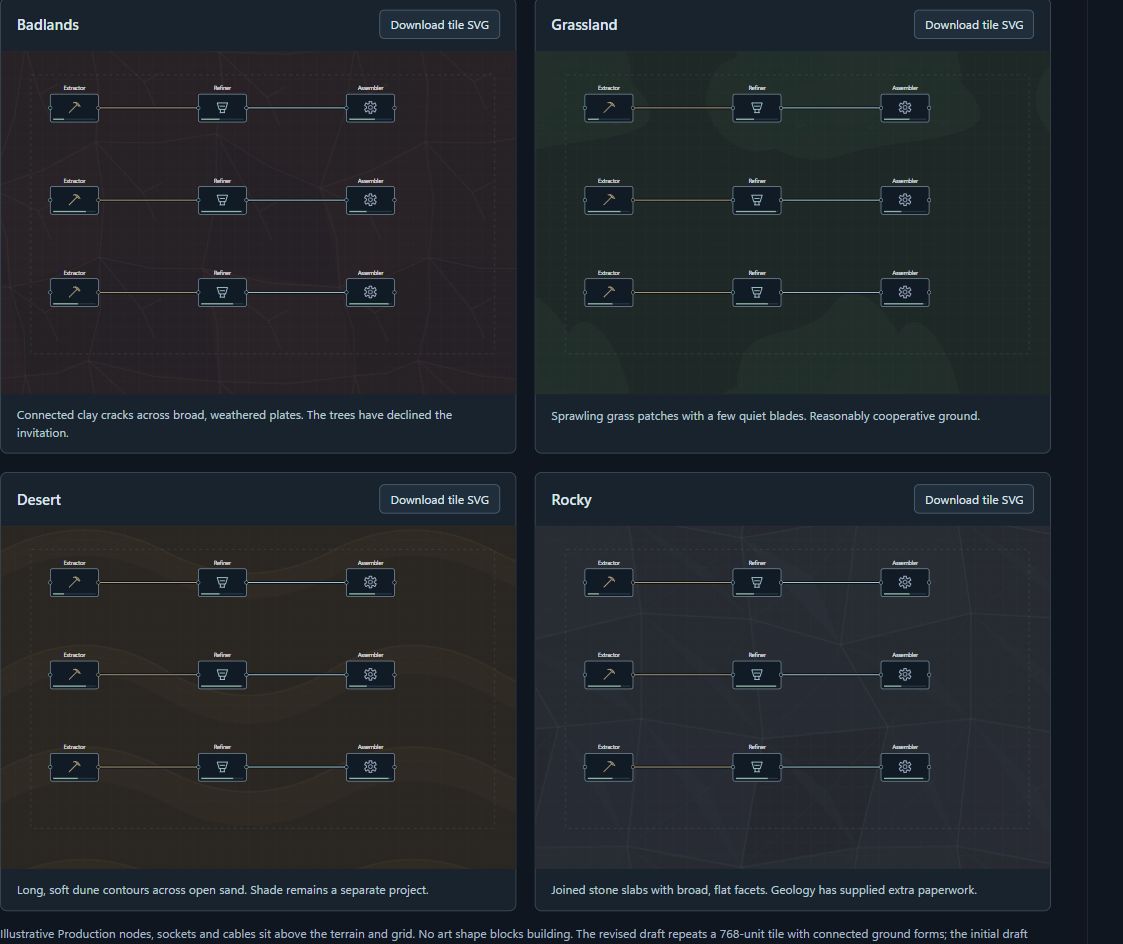 Badlands
Download tile SVG
Grassland
Download tile SVG
Extractor
Refiner
Assembler
Extractor
Refiner
Assembler
Extractor
Refiner
Assembler
Extractor
Refiner
Assembler
Extractor
Refiner
Assembler
Extractor
Refiner
Assembler
Connected clay cracks across broad, weathered plates. The trees have declined the
invitation.
Sprawling grass patches with a few quiet blades. Reasonably cooperative ground.
Desert
Download tile SVG
Rocky
Download tile SVG
Extractor
Refiner
Assembler
Extractor
Refiner
Assembler
Extractor
Refiner
Assembler
Extractor
Refiner
Assembler
Extractor
Refiner
Assembler
Extractor
Refiner
Assembler
Long, soft dune contours across open sand. Shade remains a separate project.
Joined stone slabs with broad, flat facets. Geology has supplied extra paperwork.
Illustrative Production nodes, sockets and cables sit above the terrain and grid. No art shape blocks building. The revised draft repeats a 768-unit tile with connected ground forms; the initial draft